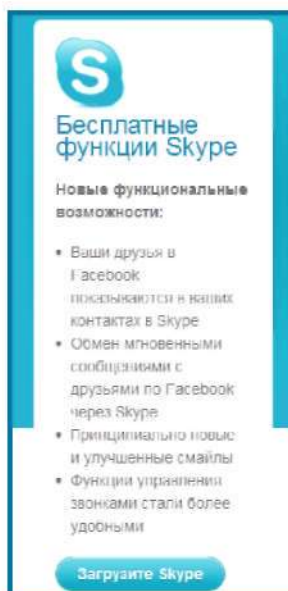 S
Бесплатные
функции Skype
Новые функциональные
возможности:
• Ваши друзья в
Facebook
показываются в ваших
контактах в Skype
• Обмен мгновенными
сообщениями с
друзьями по Facebook
через Skype
• Принципиально новые
и улучшенные смайлы
• Функции управления
звонками стали более
удобными
Загрузите Skype